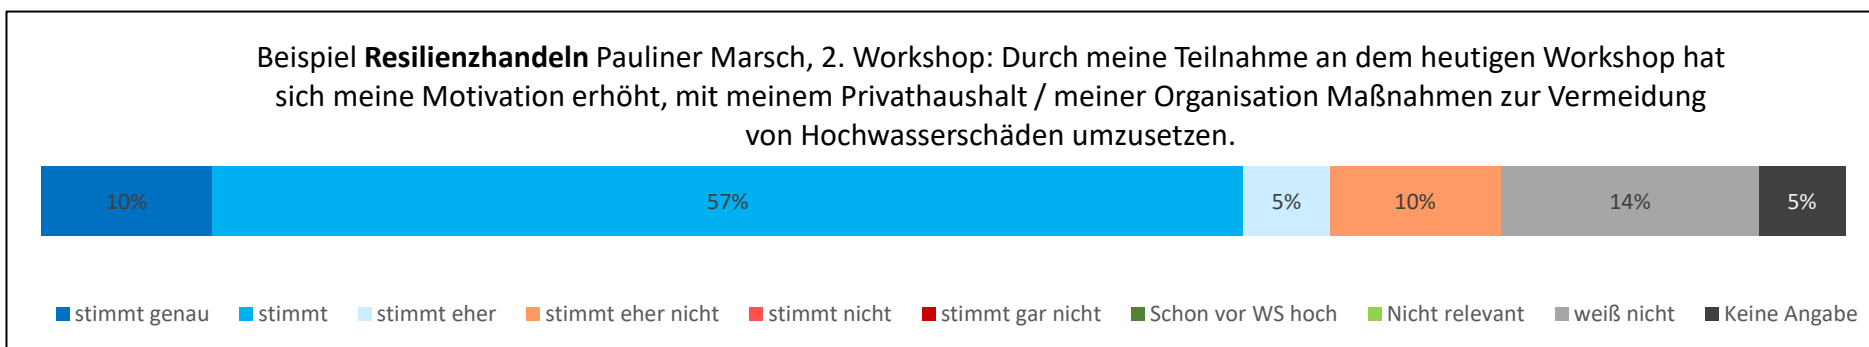 Beispiel Resilienzhandeln Pauliner Marsch, 2. Workshop: Durch meine Teilnahme an dem heutigen Workshop hat
sich meine Motivation erhöht, mit meinem Privathaushalt / meiner Organisation Maßnahmen zur Vermeidung
von Hochwasserschäden umzusetzen.
10% 57% 5% 10% 14% 5%
stimmt genau stimmt stimmt eher stimmt eher nicht stimmt nicht stimmt gar nicht Schon vor WS hoch Nicht relevant weiß nicht Keine Angabe